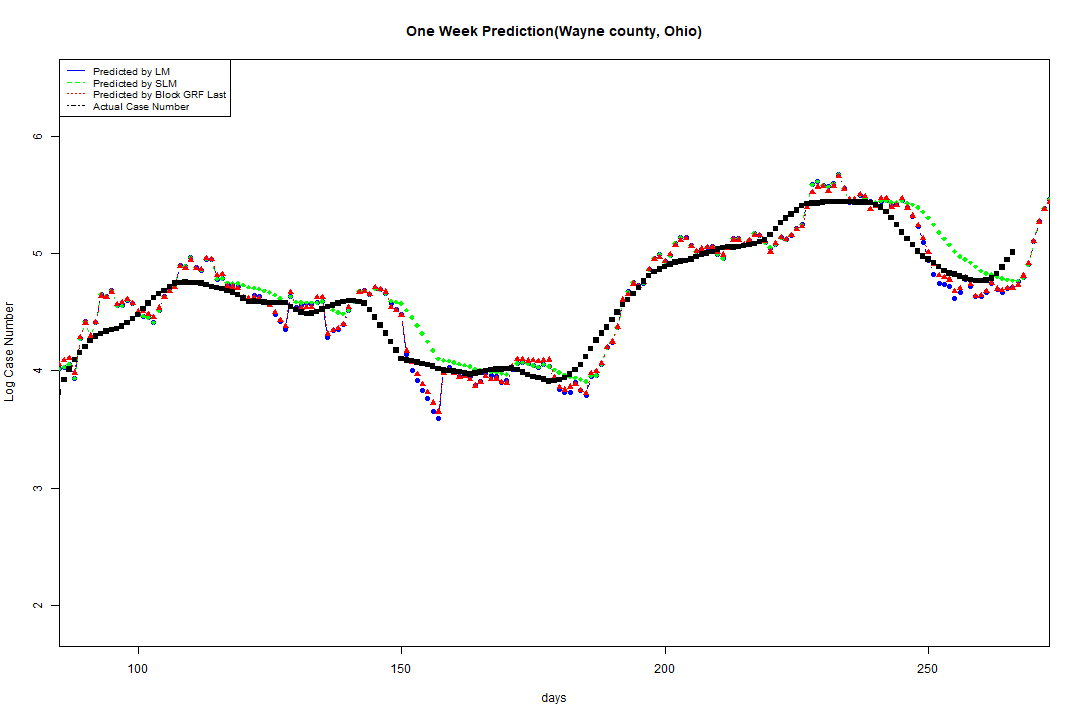 One Week Prediction(Wayne county, Ohio)
Predicted by LM
Predicted by SLM
Predicted by Block GRF Last
Actual Case Number
6
5
4
3
2
Log Case Number
100 150 200 250
days